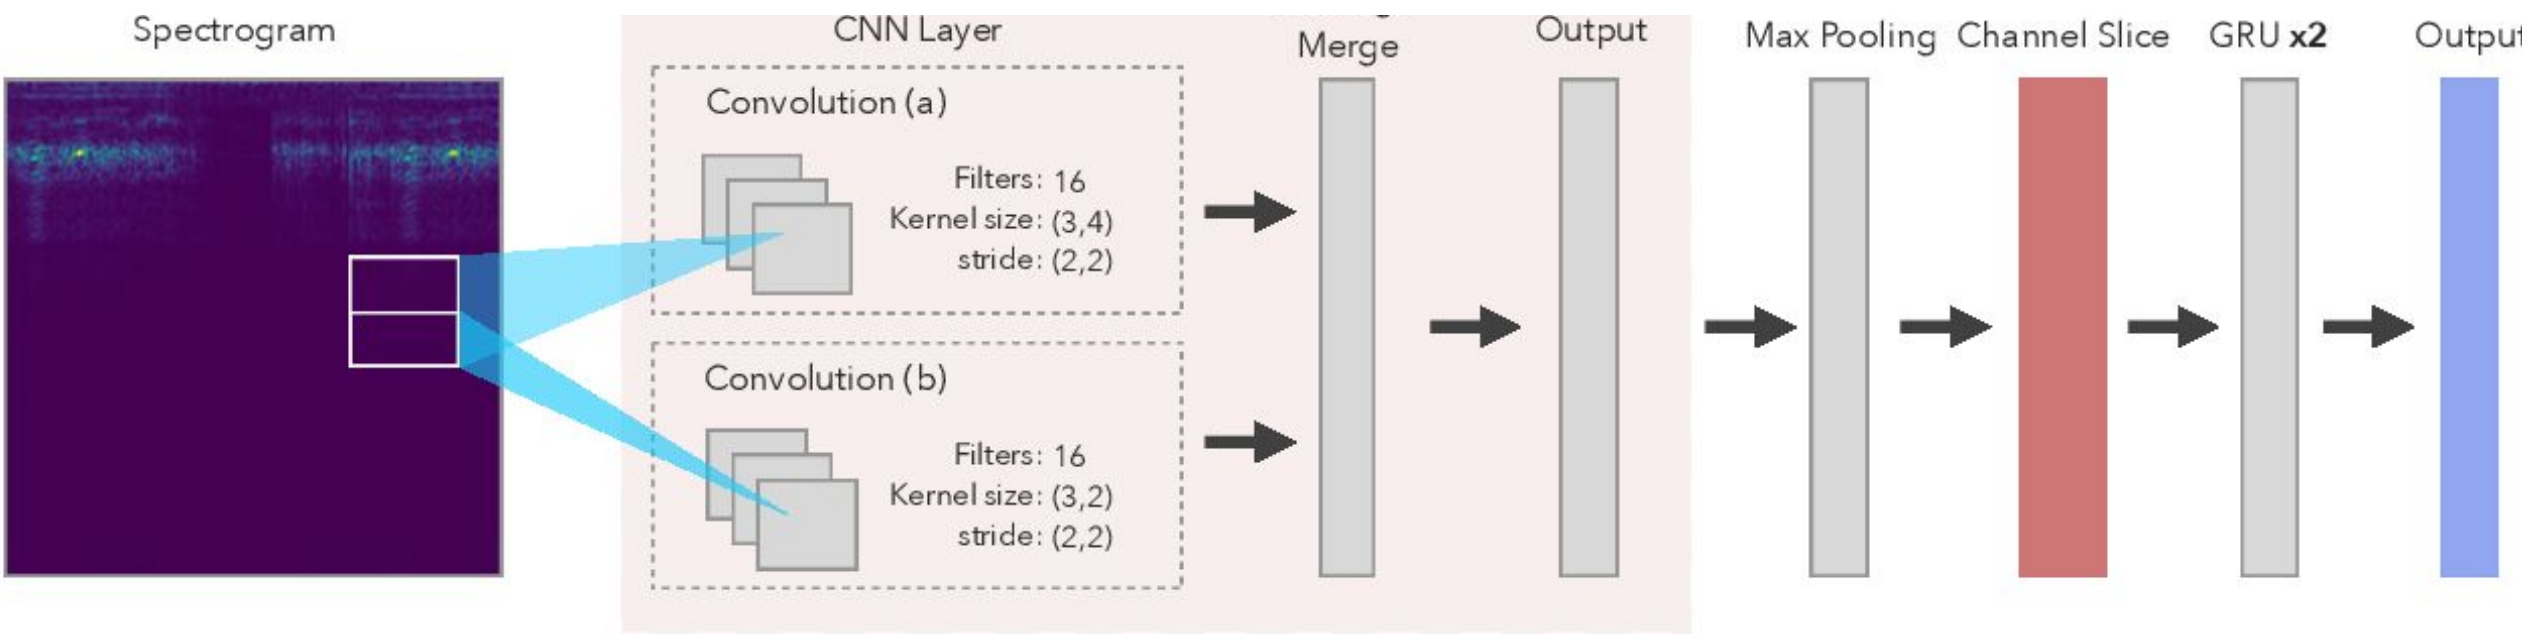 Spectrogram
CNN Layer
Merge
Output
Max Pooling
Channel Slice
GRU x2
Output
Convolution (a)
Filters: 16
Kernel size: (3,4)
stride: (2,2)
Convolution (b)
Filters: 16
Kernel size: (3,2)
stride: (2,2)